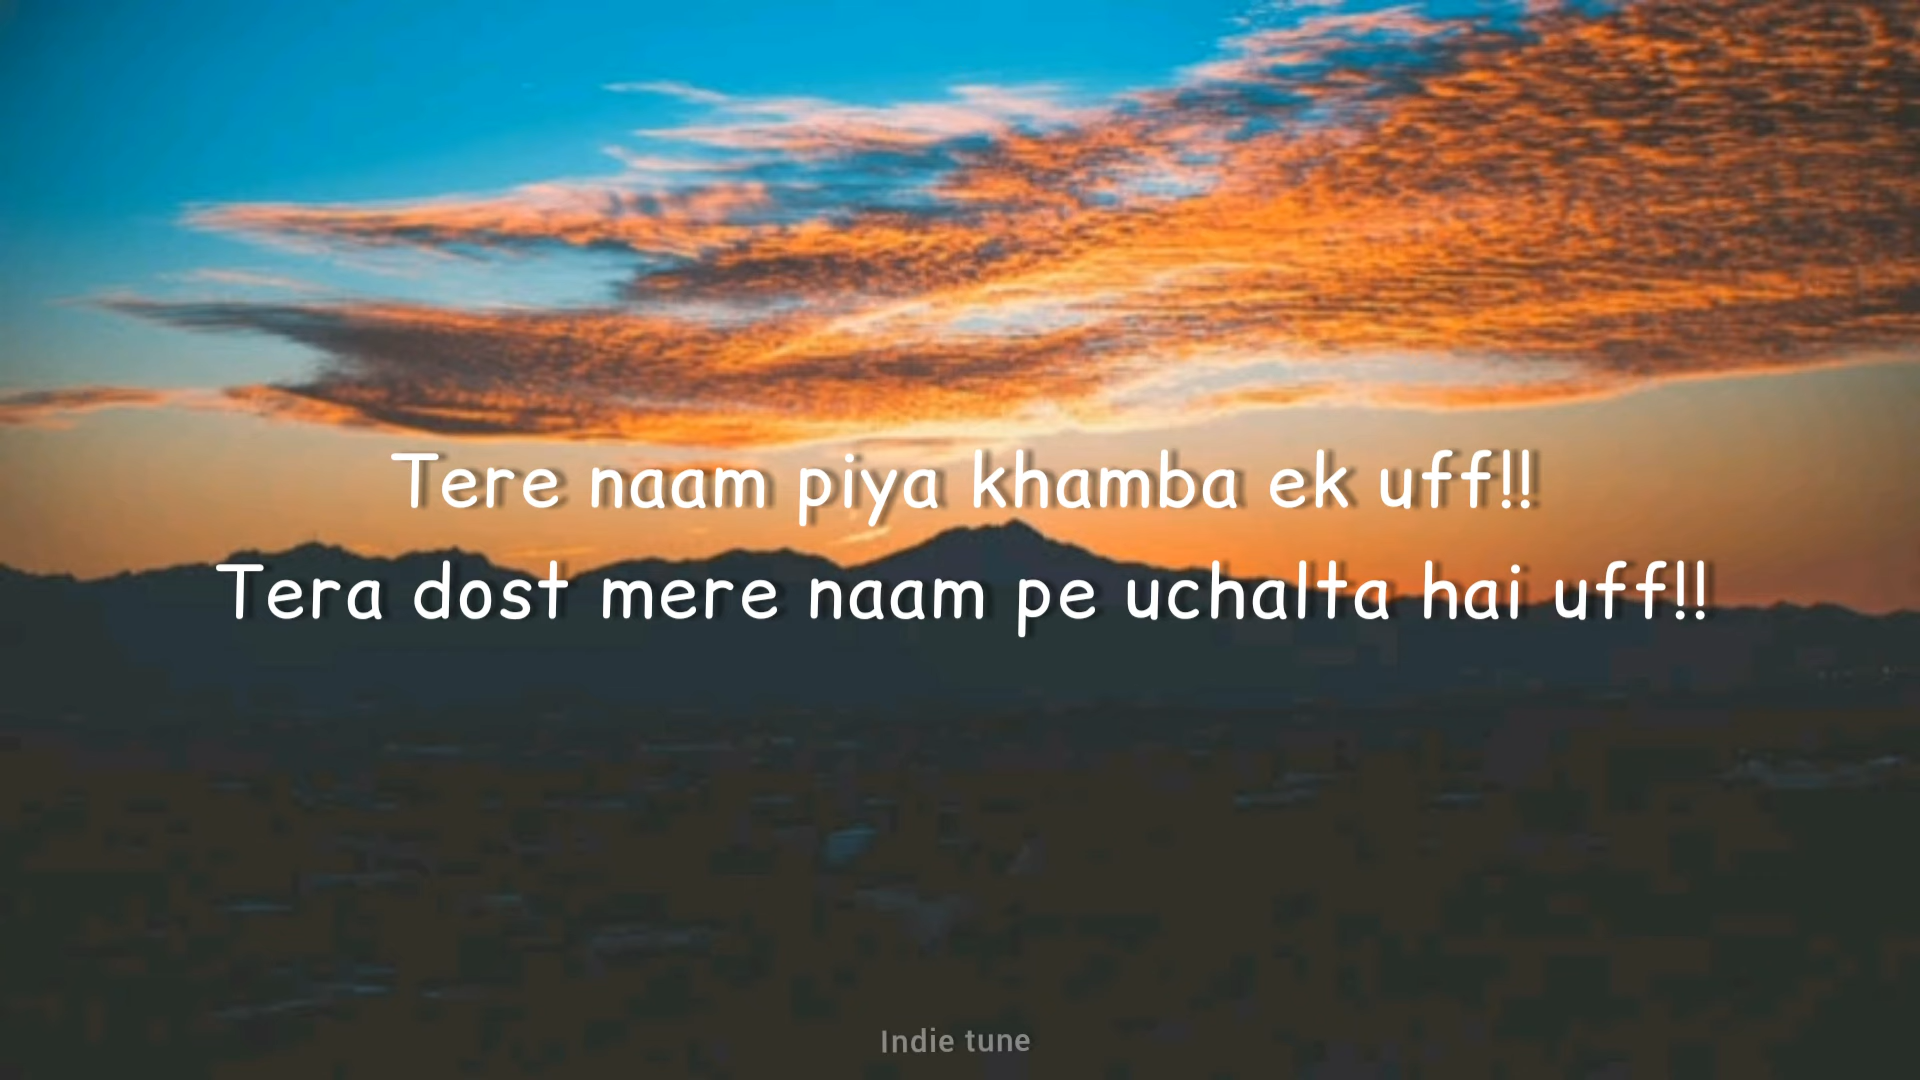 Tere naam piya khamba ek uff!!
Tera dost mere naam pe uchalta hai uff!!
Indie tune